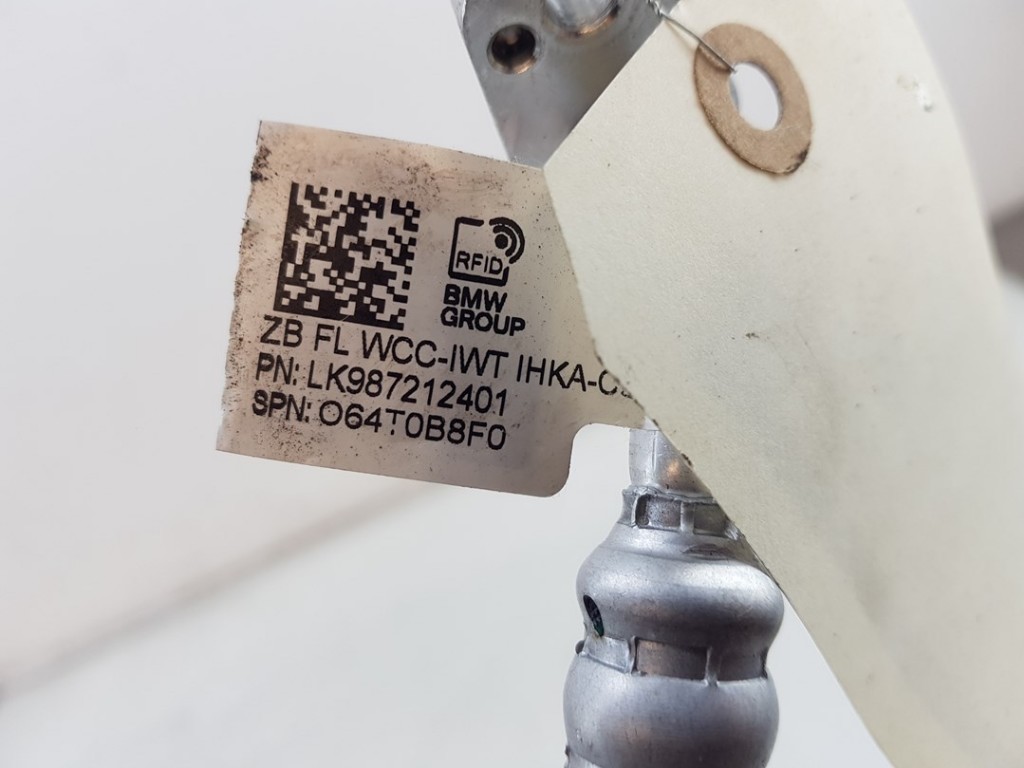 RFID
BMW
GROUP
ZB FL WCC-IWT IHKA-
PN: LK987212401
SPN: O64T0B8F0